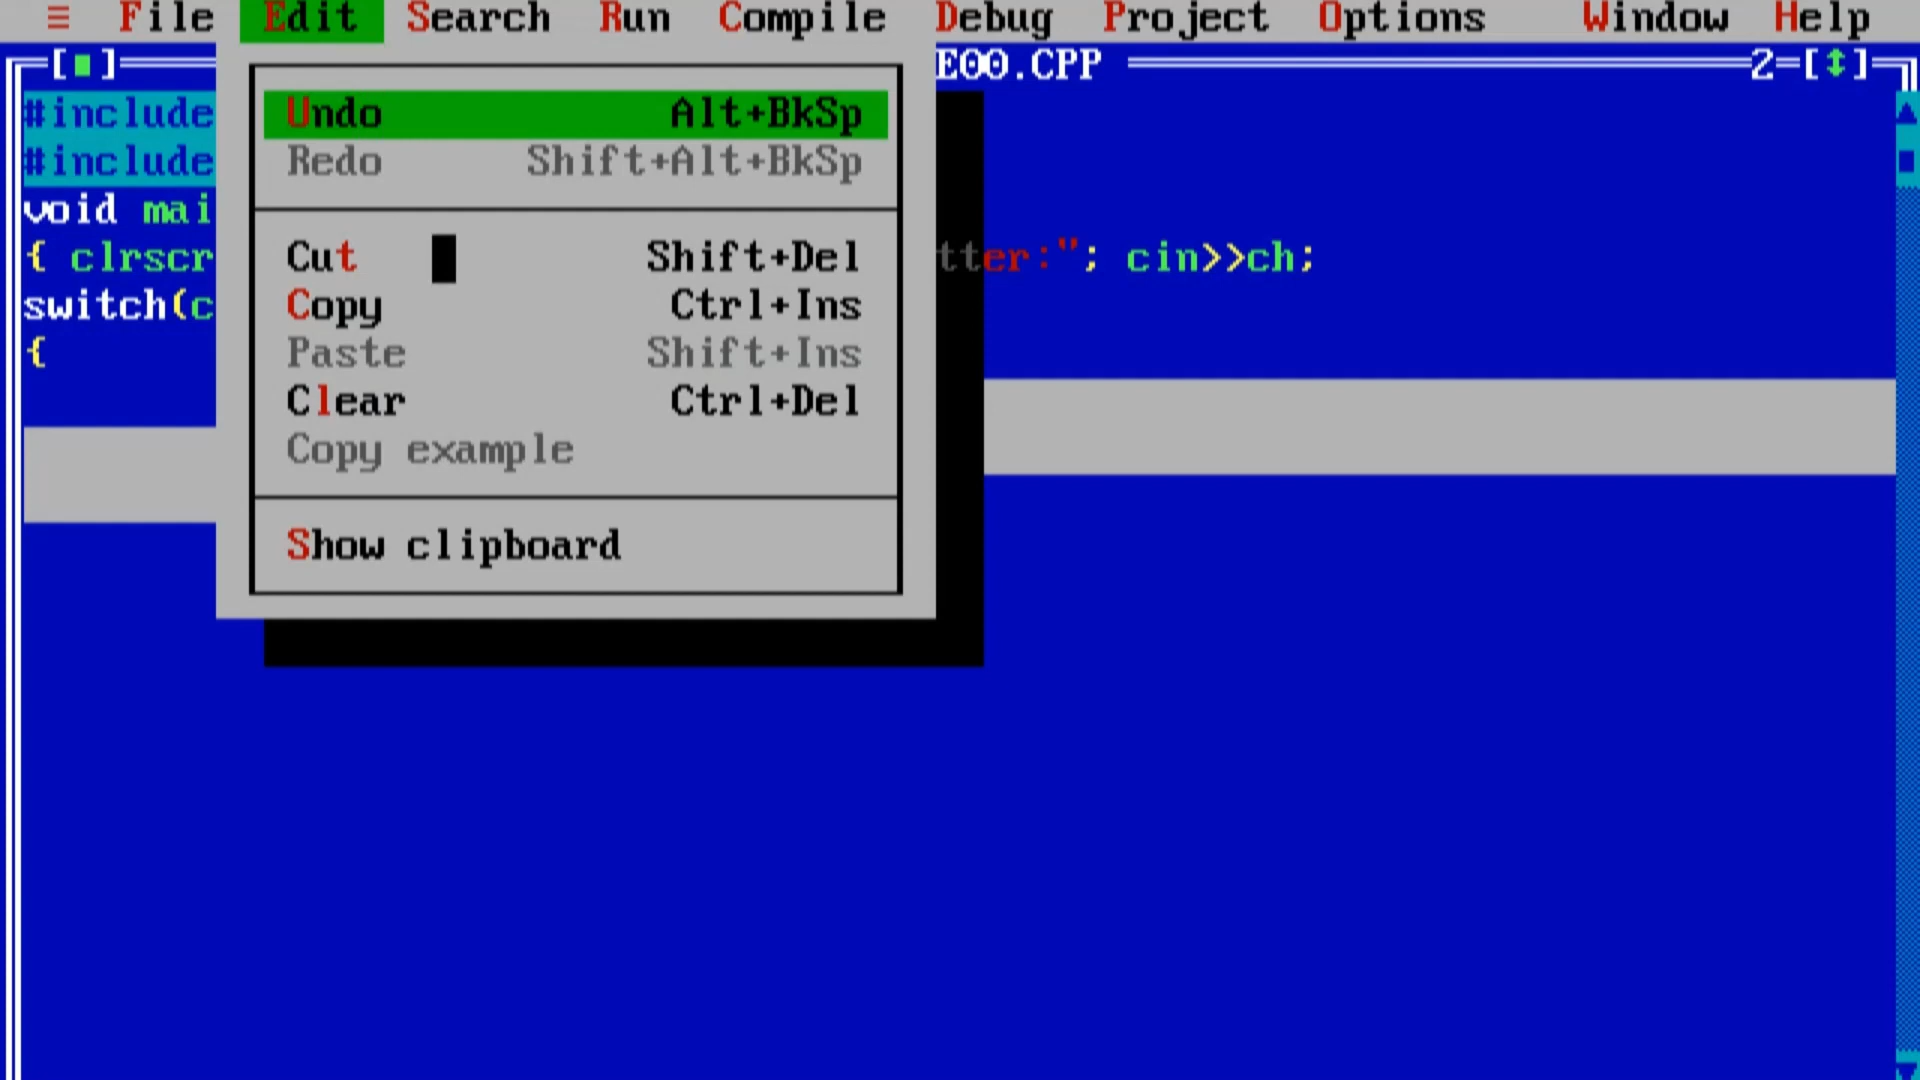 ≡ File Edit Search Run Compile Debug Project Options Window Help
[■] E00.CPP 2=[↕]
#include Undo Alt+BkSp
#include Redo Shift+Alt+BkSp
void mai
{ clrscr Cut Shift+Del tter:"; cin>>ch;
switch(c Copy Ctrl+Ins
{ Paste Shift+Ins
Clear Ctrl+Del
Copy example
Show clipboard